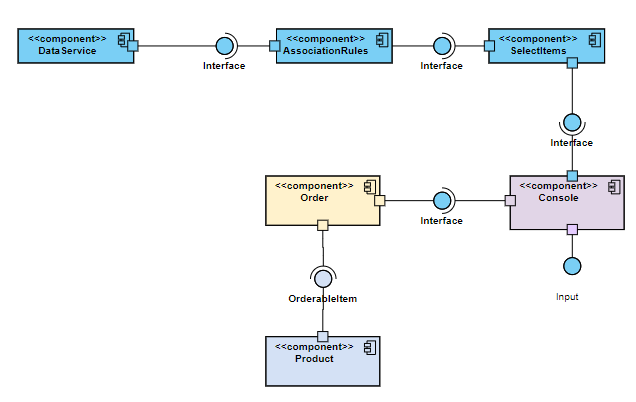 <<component>>
DataService
Interface
<<component>>
AssociationRules
Interface
<<component>>
SelectItems
Interface
<<component>>
Order
Interface
<<component>>
Console
OrderableItem
Input
<<component>>
Product